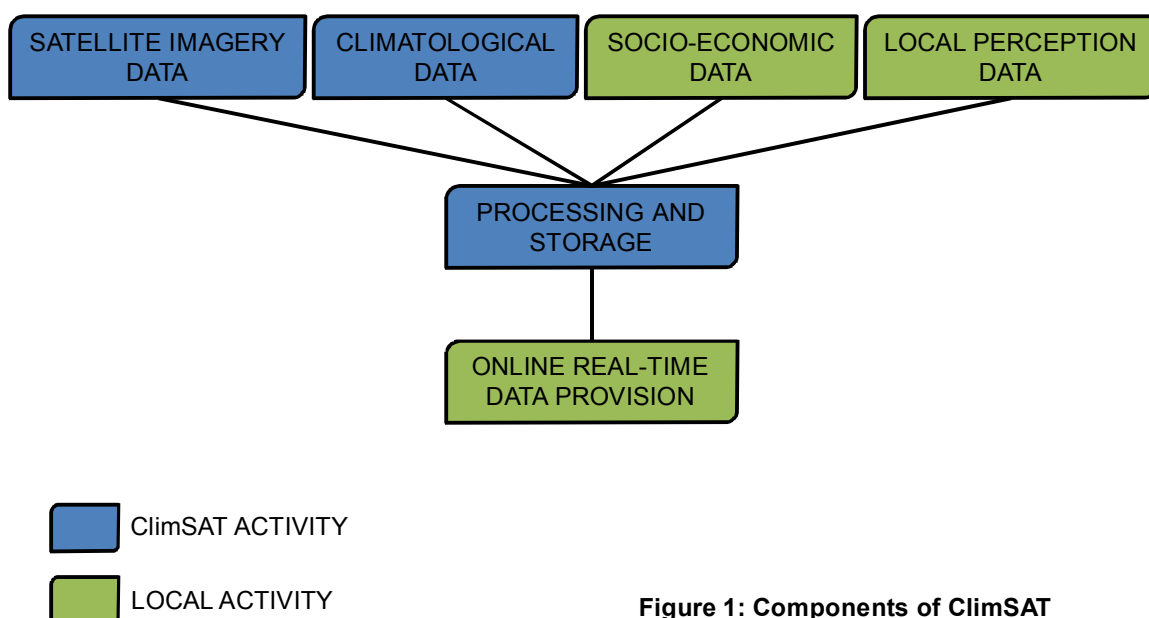 SATELLITE IMAGERY
DATA
CLIMATOLOGICAL
DATA
SOCIO-ECONOMIC
DATA
LOCAL PERCEPTION
DATA
PROCESSING AND
STORAGE
ONLINE REAL-TIME
DATA PROVISION
ClimSAT ACTIVITY
LOCAL ACTIVITY
Figure 1: Components of ClimSAT